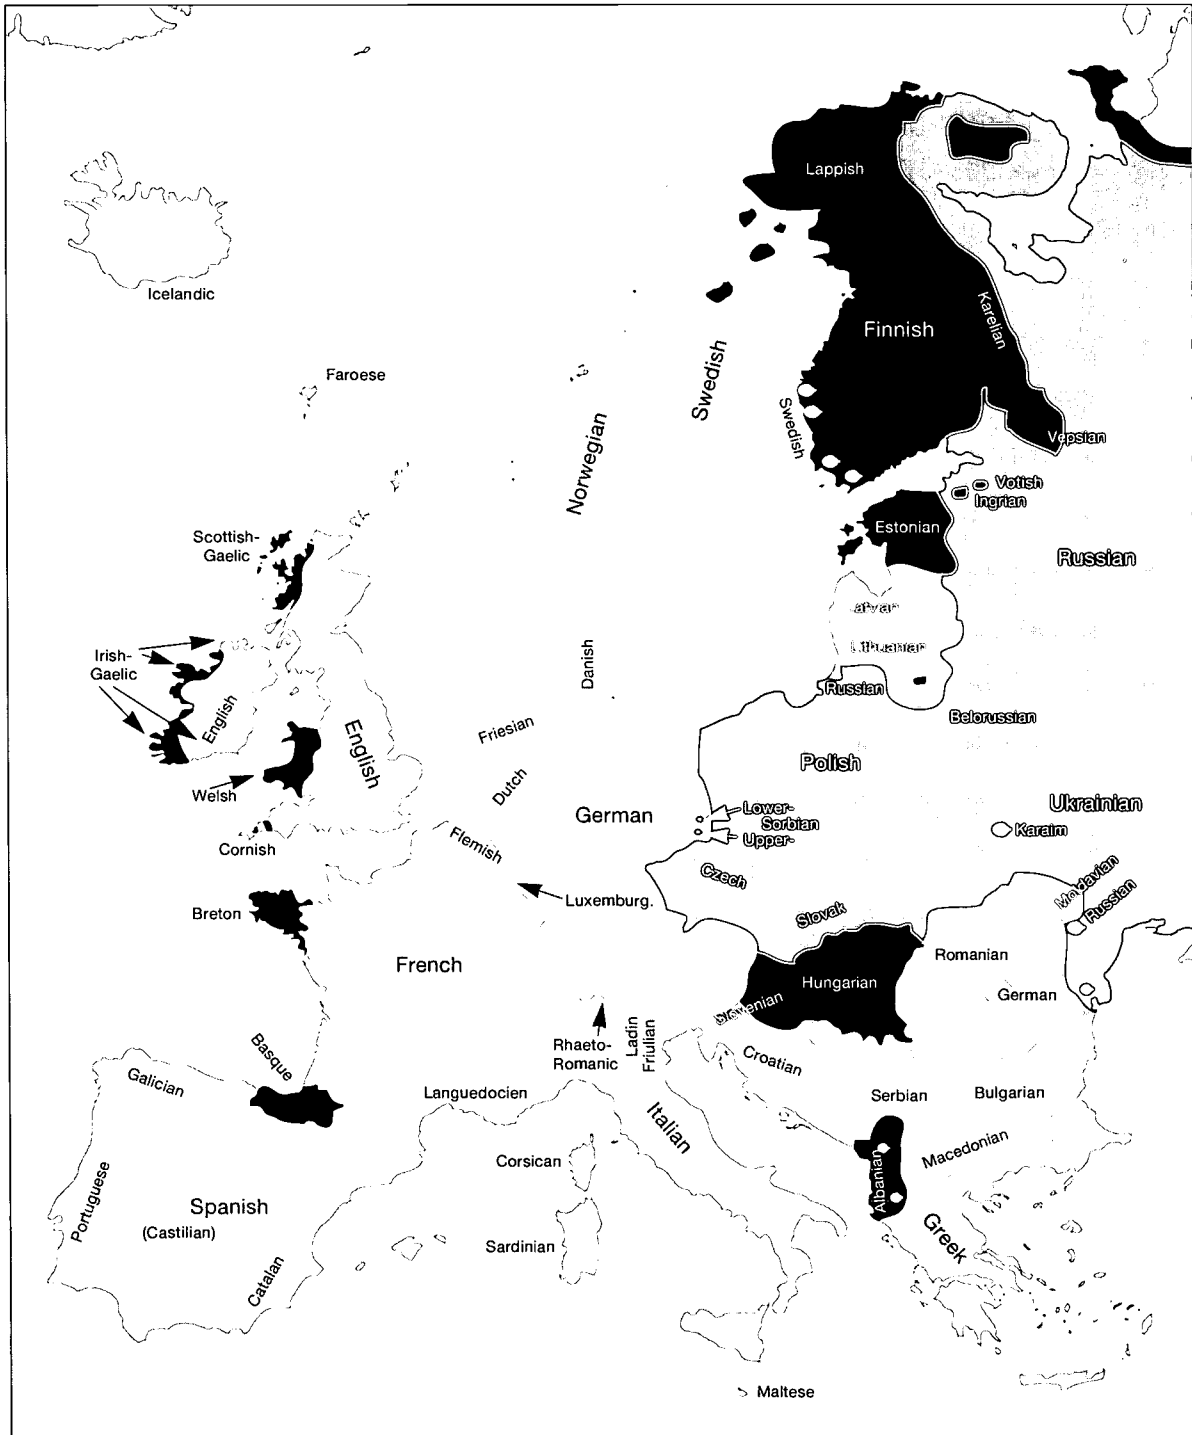 Lappish
Icelandic
Finnish
Karelian
Faroese
Swedish
Swedish
Norwegian
Vepsian
Votish
Ingrian
Scottish-
Gaelic
Estonian
Russian
Latvian
Lithuanian
Irish-
Gaelic
English
Danish
Russian
Belorussian
Friesian
English
Polish
Welsh
Dutch
German
Lower-
Sorbian
Upper-
Ukrainian
Karaim
Cornish
Flemish
Czech
Luxemburg.
Breton
Slovak
Moldavian
Russian
French
Romanian
Hungarian
German
Slovenian
Rhaeto-
Romanic
Ladin
Friulian
Basque
Galician
Croatian
Languedocien
Serbian
Bulgarian
Italian
Macedonian
Corsican
Albanian
Portuguese
Spanish
(Castilian)
Greek
Sardinian
Catalan
Maltese